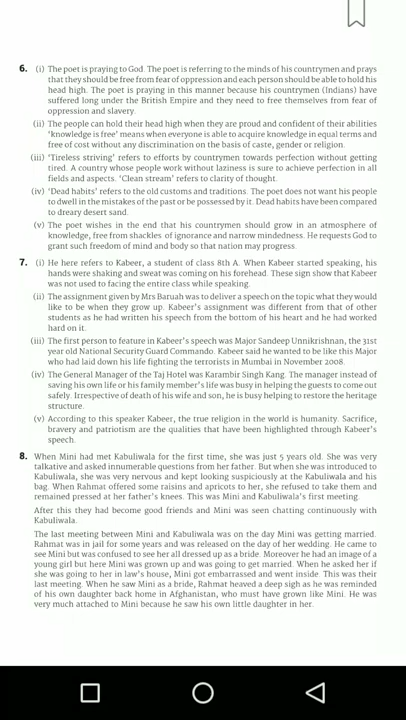 6. (i) The poet is praying to God. The poet is referring to the minds of his countrymen and prays
that they should be free from fear of oppression and each person should be able to hold his
head high. The poet is praying in this manner because his countrymen (Indians) have
suffered long under the British Empire and they need to free themselves from fear of
oppression and slavery.
(ii) The people can hold their head high when they are proud and confident of their abilities
'knowledge is free' means when everyone is able to acquire knowledge in equal terms and
free of cost without any discrimination on the basis of caste, gender or religion.
(iii) 'Tireless striving' refers to efforts by countrymen towards perfection without getting
tired. A country whose people work without laziness is sure to achieve perfection in all
fields and aspects. 'Clean stream' refers to clarity of thought.
(iv) 'Dead habits' refers to the old customs and traditions. The poet does not want his people
to dwell in the mistakes of the past or be possessed by it. Dead habits have been compared
to dreary desert sand.
(v) The poet wishes in the end that his countrymen should grow in an atmosphere of
knowledge, free from shackles of ignorance and narrow mindedness. He requests God to
grant such freedom of mind and body so that nation may progress.
7. (i) He here refers to Kabeer, a student of class 8th A. When Kabeer started speaking, his
hands were shaking and sweat was coming on his forehead. These sign show that Kabeer
was not used to facing the entire class while speaking.
(ii) The assignment given by Mrs Baruah was to deliver a speech on the topic what they would
like to be when they grow up. Kabeer's assignment was different from that of other
students as he had written his speech from the bottom of his heart and he had worked
hard on it.
(iii) The first person to feature in Kabeer's speech was Major Sandeep Unnikrishnan, the 31st
year old National Security Guard Commando. Kabeer said he wanted to be like this Major
who had laid down his life fighting the terrorists in Mumbai in November 2008.
(iv) The General Manager of the Taj Hotel was Karambir Singh Kang. The manager instead of
saving his own life or his family member's life was busy in helping the guests to come out
safely. Irrespective of death of his wife and son, he is busy helping to restore the heritage
structure.
(v) According to this speaker Kabeer, the true religion in the world is humanity. Sacrifice,
bravery and patriotism are the qualities that have been highlighted through Kabeer's
speech.
8. When Mini had met Kabuliwala for the first time, she was just 5 years old. She was very
talkative and asked innumerable questions from her father. But when she was introduced to
Kabuliwala, she was very nervous and kept looking suspiciously at the Kabuliwala and his
bag. When Rahmat offered some raisins and apricots to her, she refused to take them and
remained pressed at her father's knees. This was Mini and Kabuliwala's first meeting.
After this they had become good friends and Mini was seen chatting continuously with
Kabuliwala.
The last meeting between Mini and Kabuliwala was on the day Mini was getting married.
Rahmat was in jail for some years and was released on the day of her wedding. He came to
see Mini but was confused to see her all dressed up as a bride. Moreover he had an image of a
young girl but here Mini was grown up and was going to get married. When he asked her if
she was going to her in law's house, Mini got embarrassed and went inside. This was their
last meeting. When he saw Mini as a bride, Rahmat heaved a deep sigh as he was reminded
of his own daughter back home in Afghanistan, who must have grown like Mini. He was
very much attached to Mini because he saw his own little daughter in her.